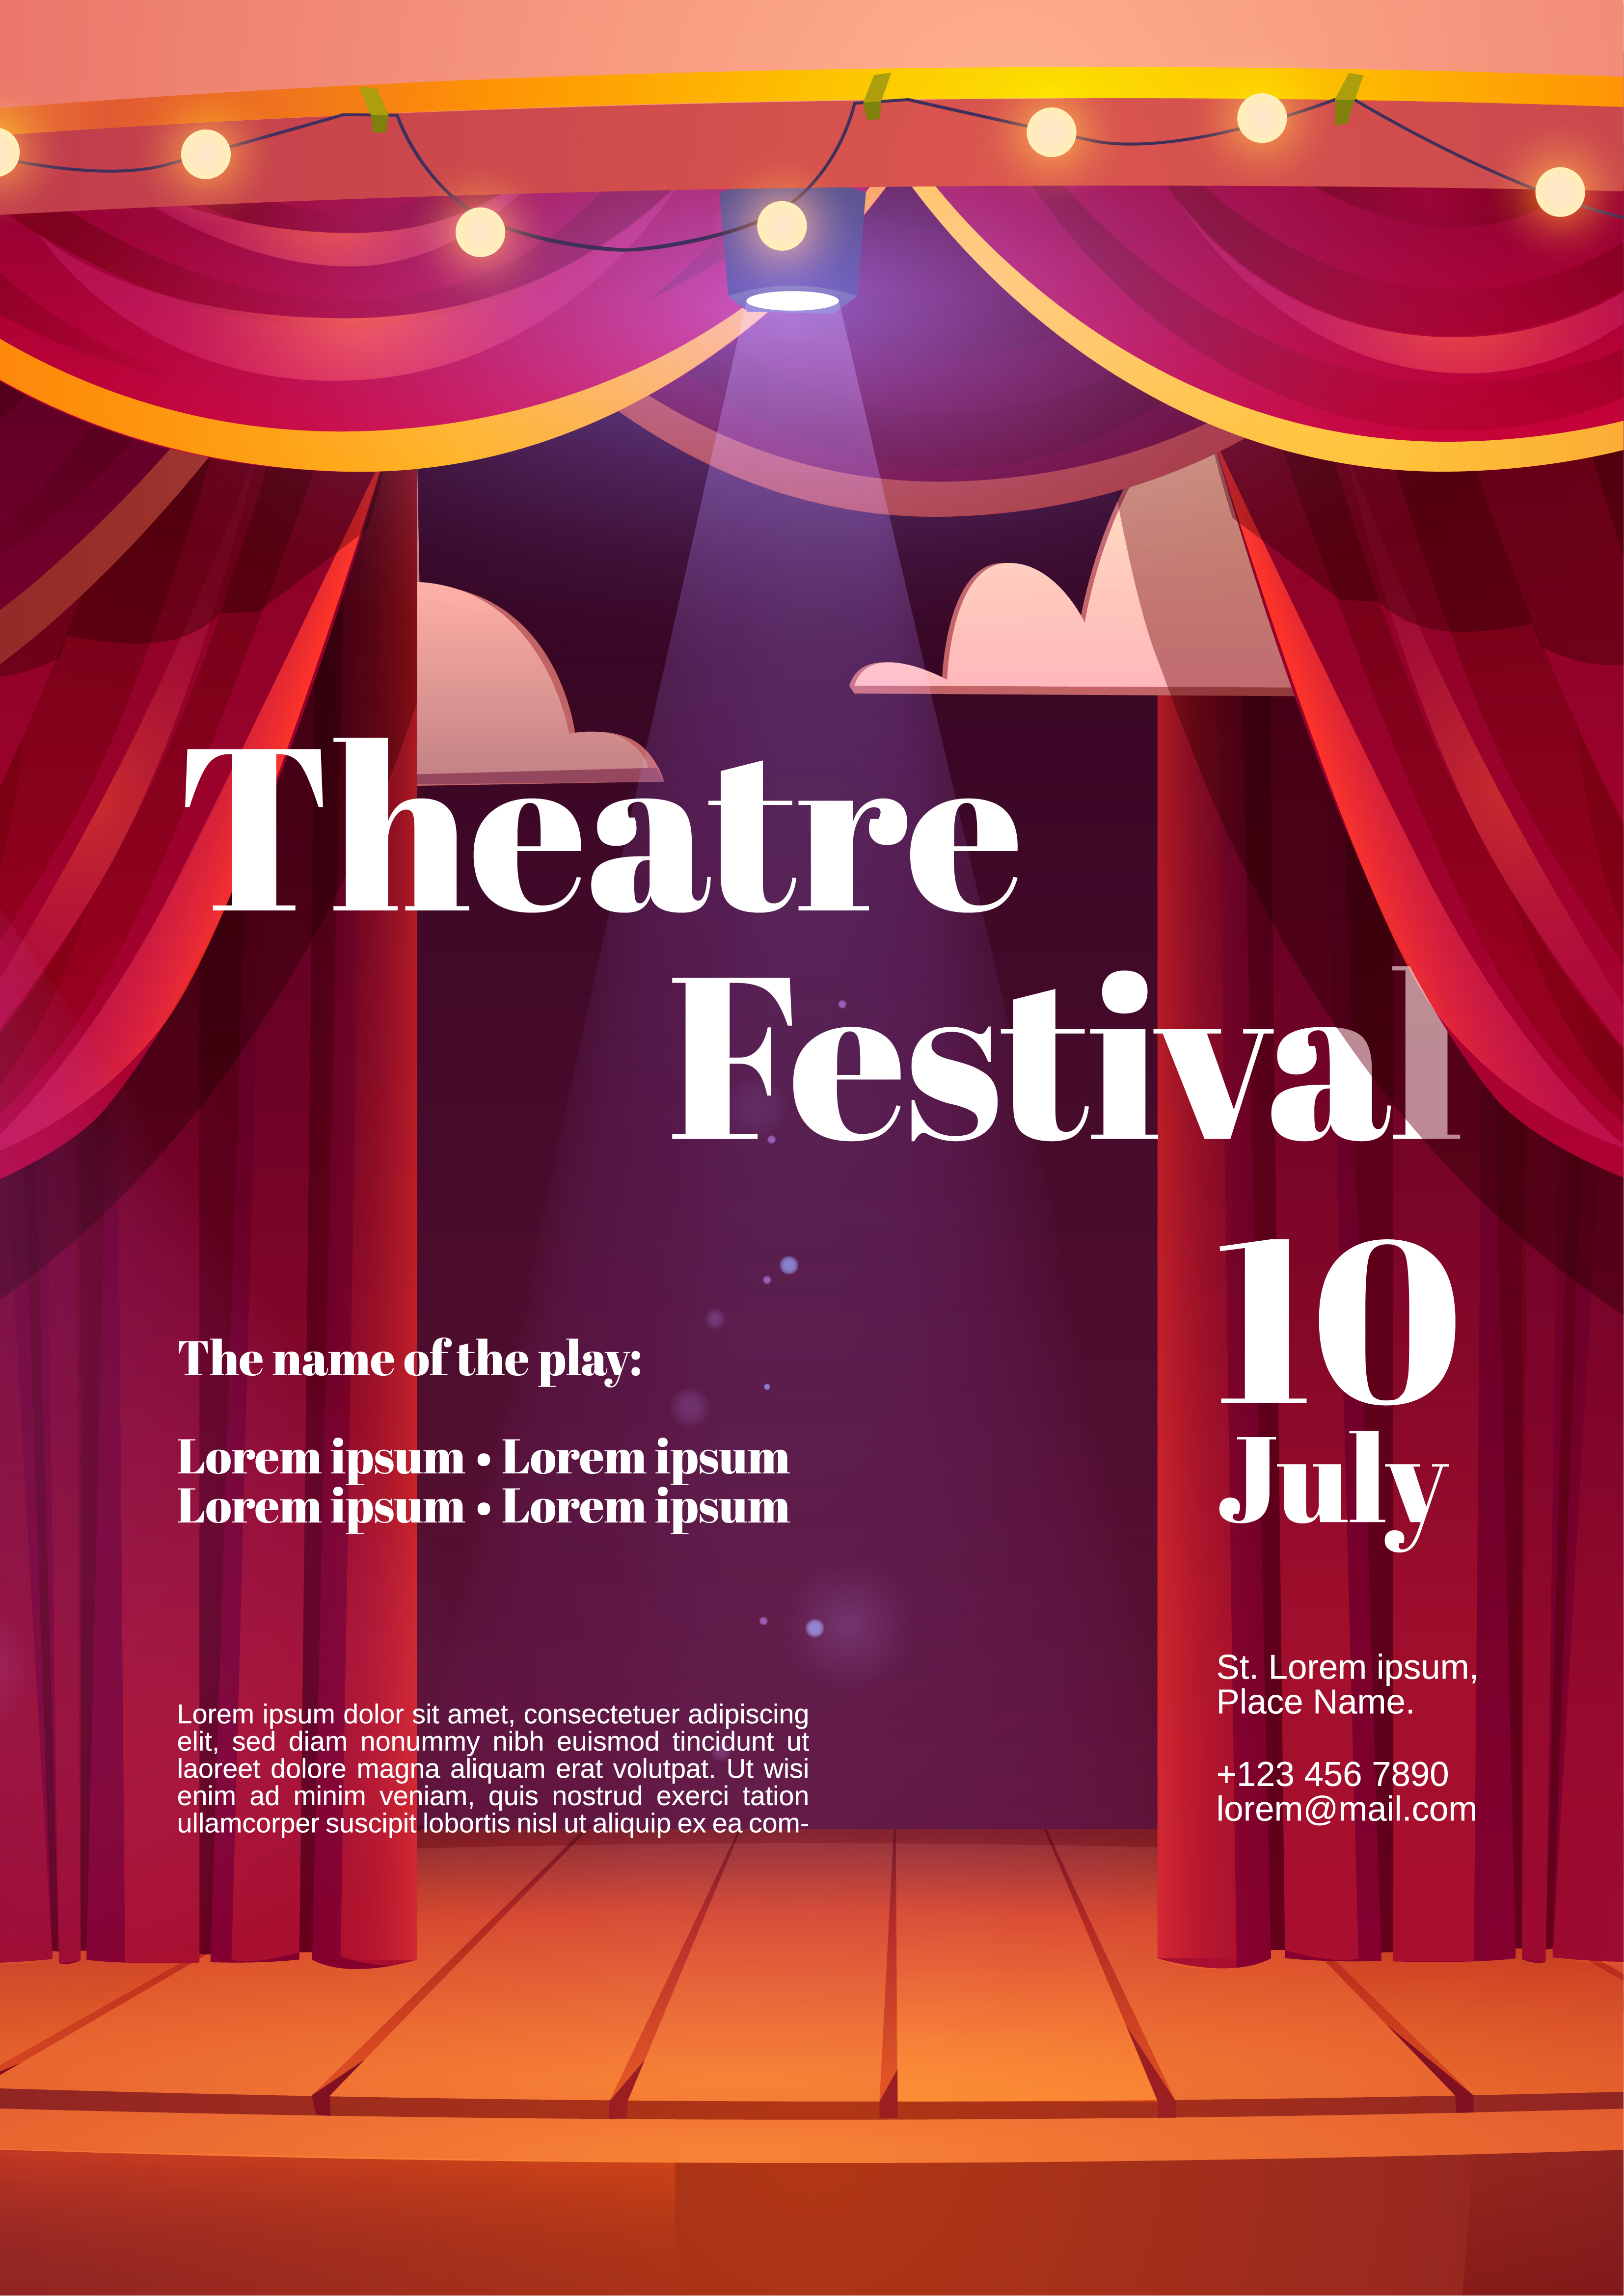 Theatre
Festival
10
July
The name of the play:
Lorem ipsum • Lorem ipsum
Lorem ipsum • Lorem ipsum
Lorem ipsum dolor sit amet, consectetuer adipiscing
elit, sed diam nonummy nibh euismod tincidunt ut
laoreet dolore magna aliquam erat volutpat. Ut wisi
enim ad minim veniam, quis nostrud exerci tation
ullamcorper suscipit lobortis nisl ut aliquip ex ea com-
St. Lorem ipsum,
Place Name.
+123 456 7890
lorem@mail.com